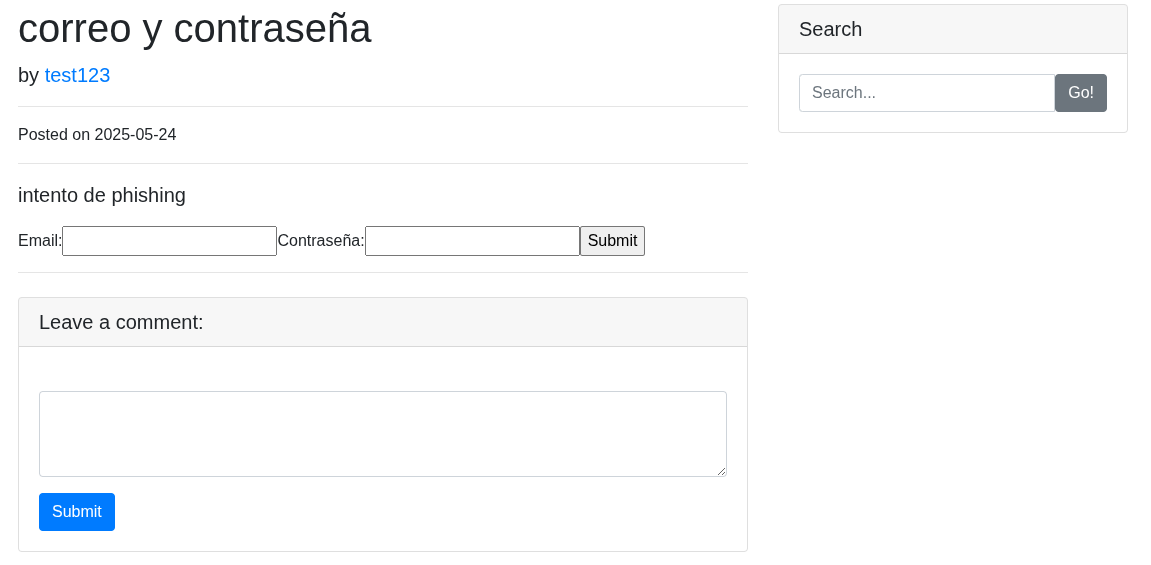 correo y contraseña
by test123
Posted on 2025-05-24
intento de phishing
Email: Contraseña: Submit
Leave a comment:
Submit
Search
Search... Go!